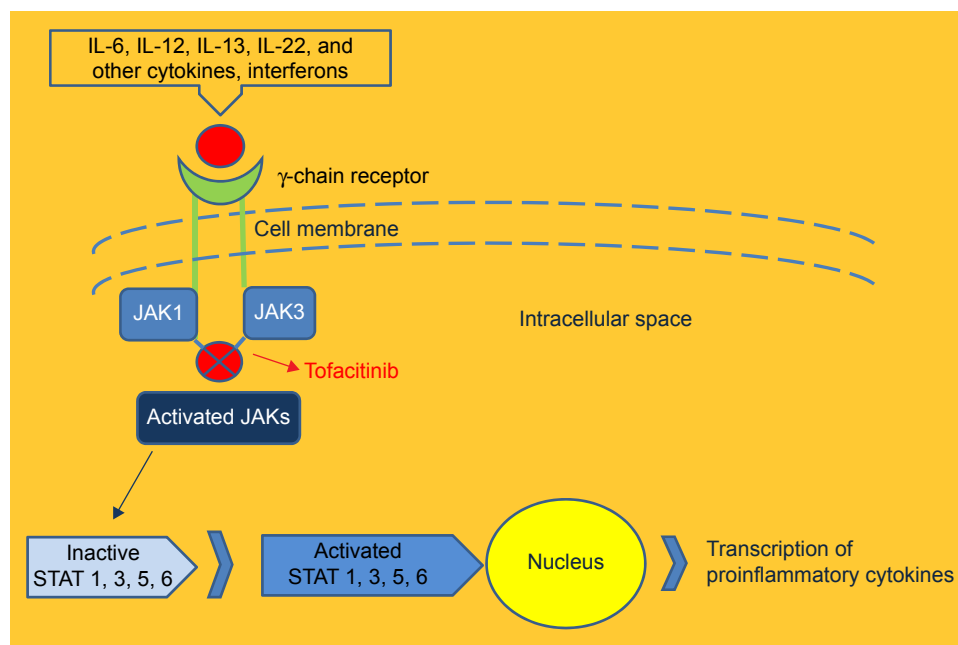 IL-6, IL-12, IL-13, IL-22, and
other cytokines, interferons
γ-chain receptor
Cell membrane
JAK1
JAK3
Intracellular space
Tofacitinib
Activated JAKs
Inactive
STAT 1, 3, 5, 6
Activated
STAT 1, 3, 5, 6
Nucleus
Transcription of
proinflammatory cytokines